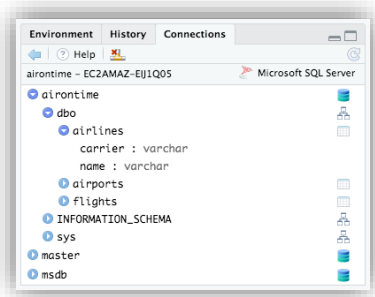 Environment History Connections
? Help
airontime - EC2AMAZ-EIJ1Q05 Microsoft SQL Server
airontime
dbo
airlines
carrier : varchar
name : varchar
airports
flights
INFORMATION_SCHEMA
sys
master
msdb